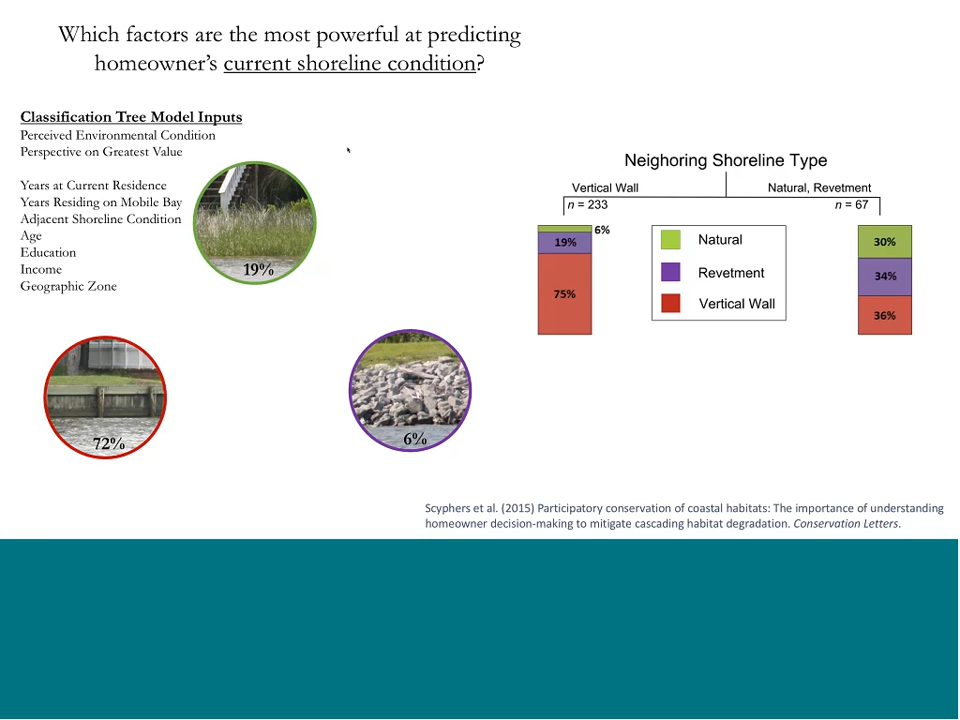 Which factors are the most powerful at predicting
homeowner's current shoreline condition?
Classification Tree Model Inputs
Perceived Environmental Condition
Perspective on Greatest Value
Years at Current Residence
Years Residing on Mobile Bay
Adjacent Shoreline Condition
Age
Education
Income
Geographic Zone
19%
72%
6%
Neighoring Shoreline Type
Vertical Wall
Natural, Revetment
n = 233
n = 67
6%
19%
75%
Natural
Revetment
Vertical Wall
30%
34%
36%
Scyphers et al. (2015) Participatory conservation of coastal habitats: The importance of understanding
homeowner decision-making to mitigate cascading habitat degradation. Conservation Letters.